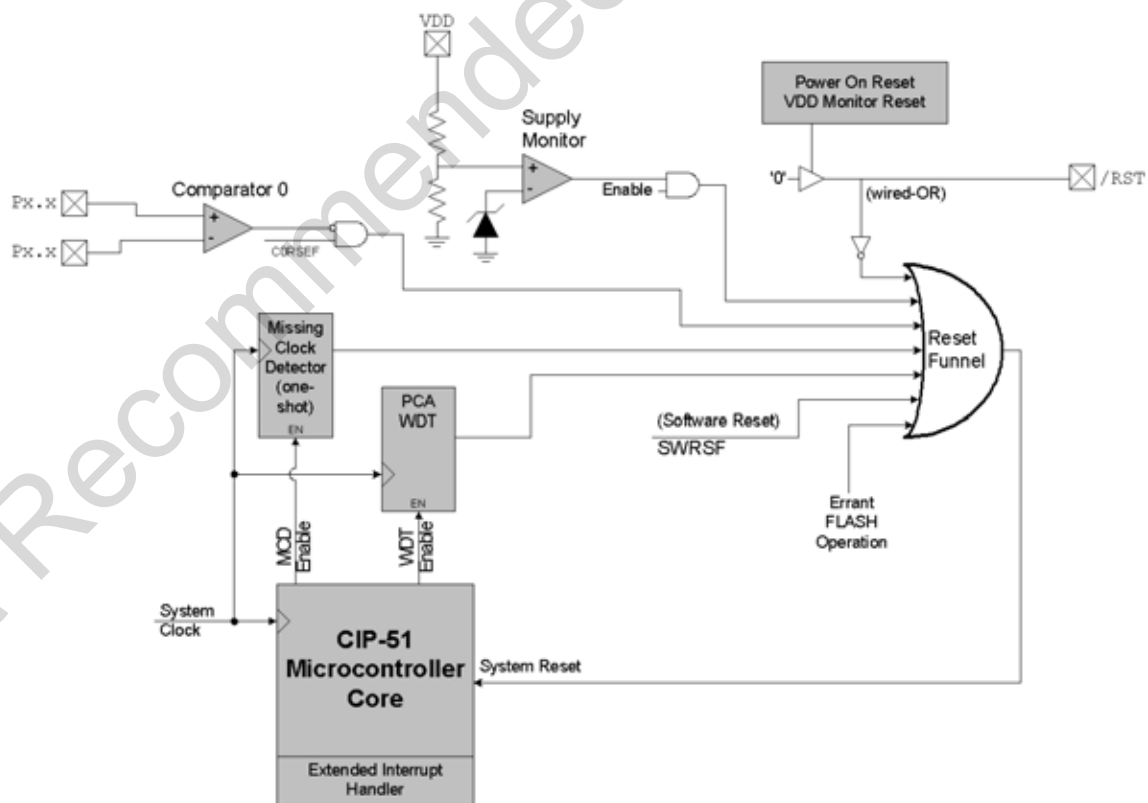 VDD
Power On Reset
VDD Monitor Reset
Supply
Monitor
'0'
/RST
(wired-OR)
Enable
+
-
Px.x
Comparator 0
+
-
Px.x
C0RSEF
Missing
Clock
Detector
(one-
shot)
EN
Reset
Funnel
PCA
WDT
EN
(Software Reset)
SWRSF
Errant
FLASH
Operation
MCD
Enable
WDT
Enable
System
Clock
CIP-51
Microcontroller
Core
System Reset
Extended Interrupt
Handler
Recommende